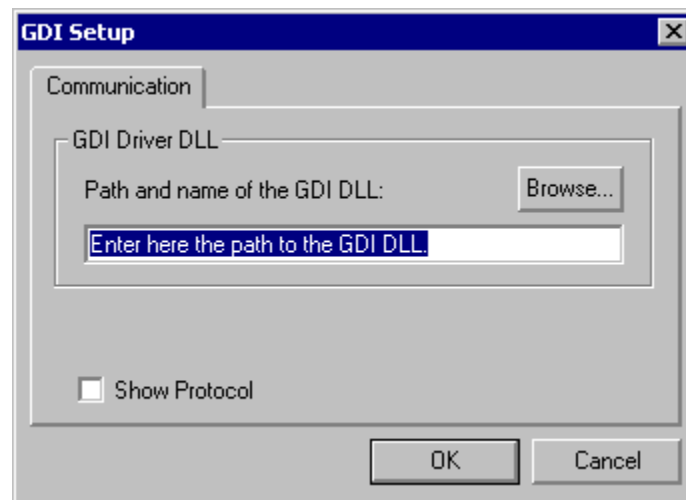 GDI Setup
Communication
GDI Driver DLL
Path and name of the GDI DLL:
Browse...
Enter here the path to the GDI DLL.
Show Protocol
OK
Cancel